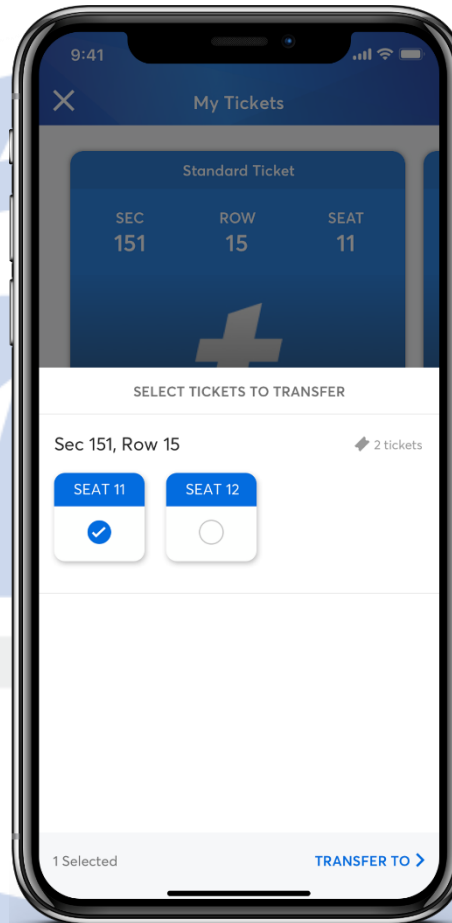 9:41
My Tickets
Standard Ticket
SEC ROW SEAT
151 15 11
SELECT TICKETS TO TRANSFER
Sec 151, Row 15 2 tickets
SEAT 11 SEAT 12
1 Selected TRANSFER TO